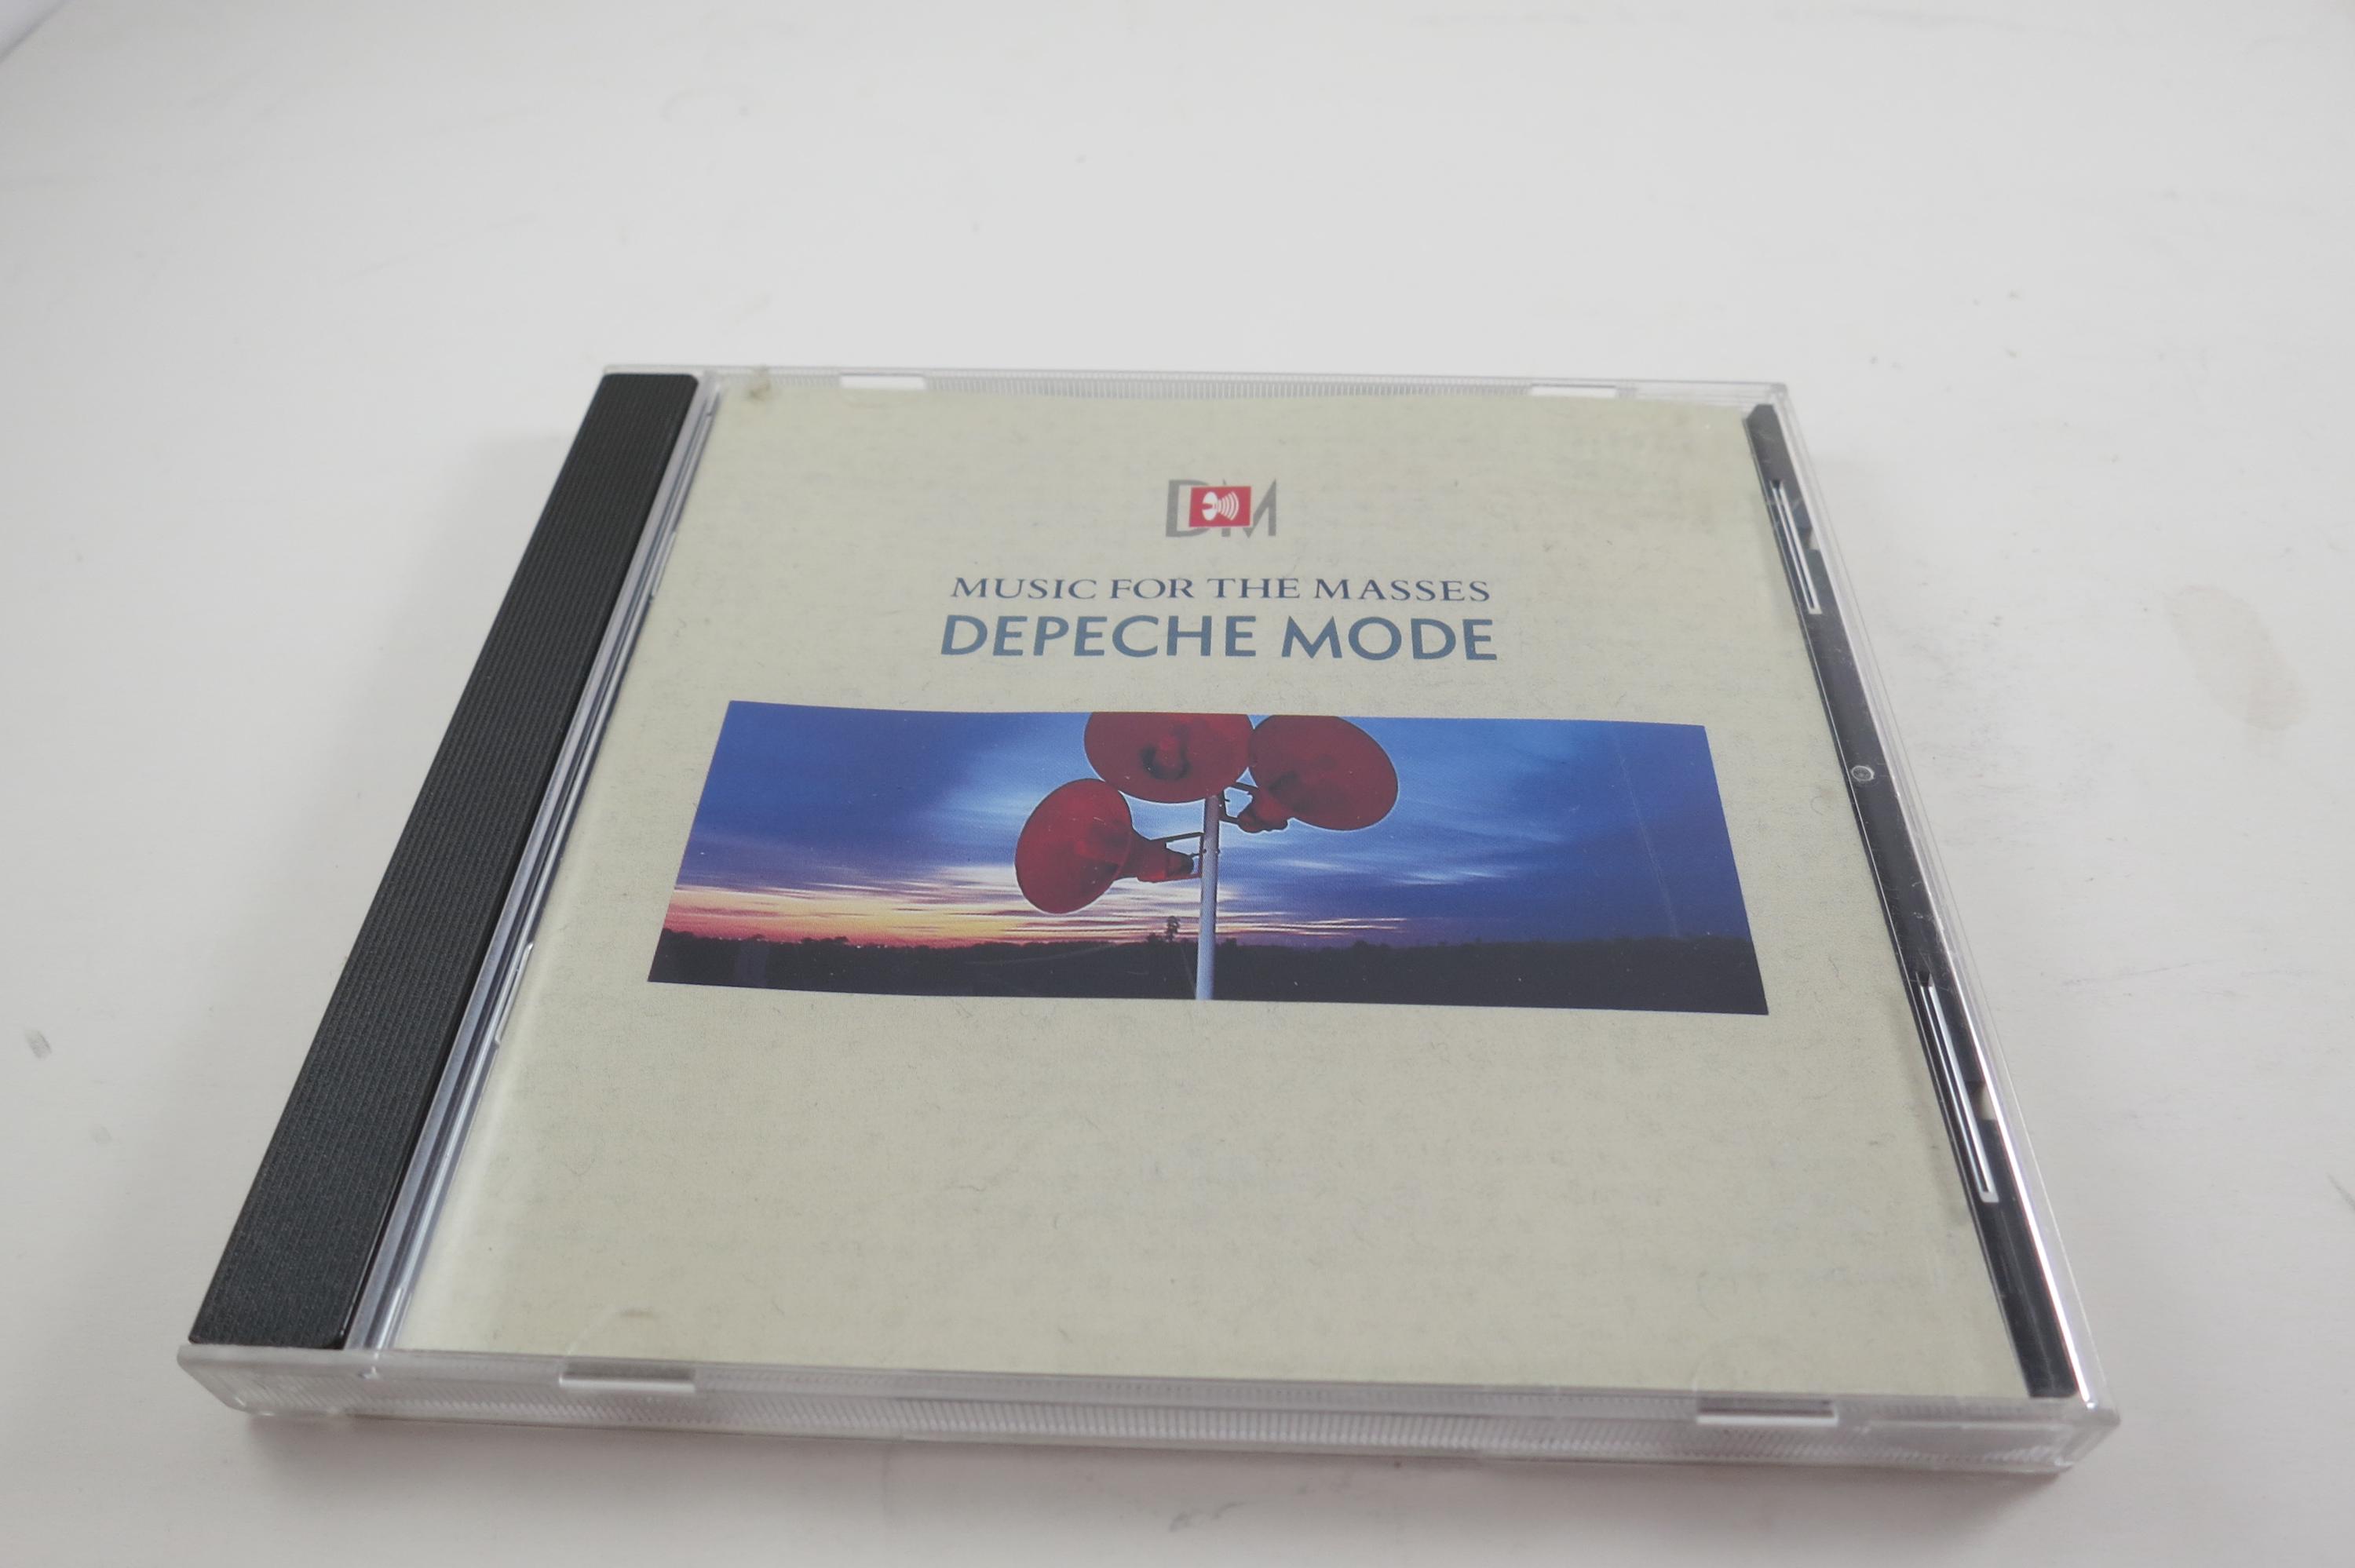 DM
MUSIC FOR THE MASSES
DEPECHE MODE